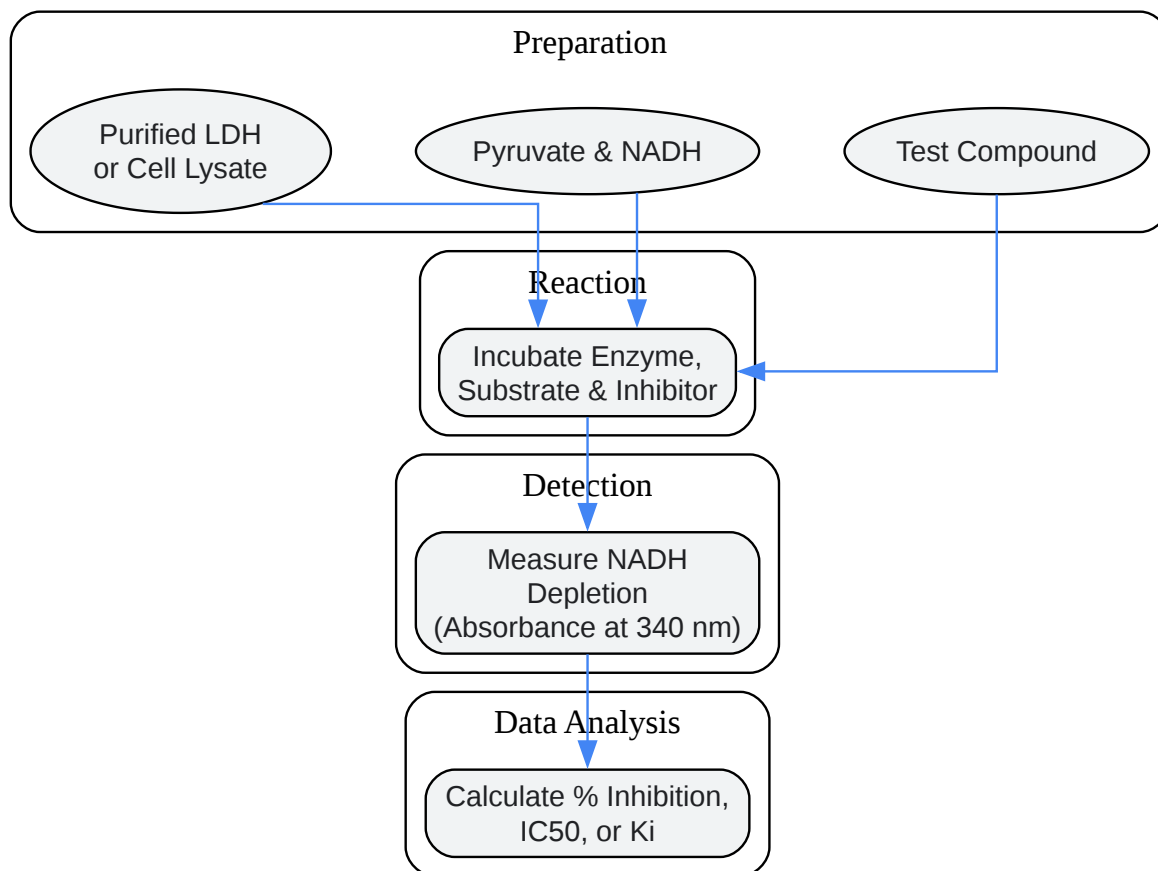 Preparation
Purified LDH
or Cell Lysate
Pyruvate & NADH
Test Compound
Reaction
Incubate Enzyme,
Substrate & Inhibitor
Detection
Measure NADH
Depletion
(Absorbance at 340 nm)
Data Analysis
Calculate % Inhibition,
IC50, or Ki